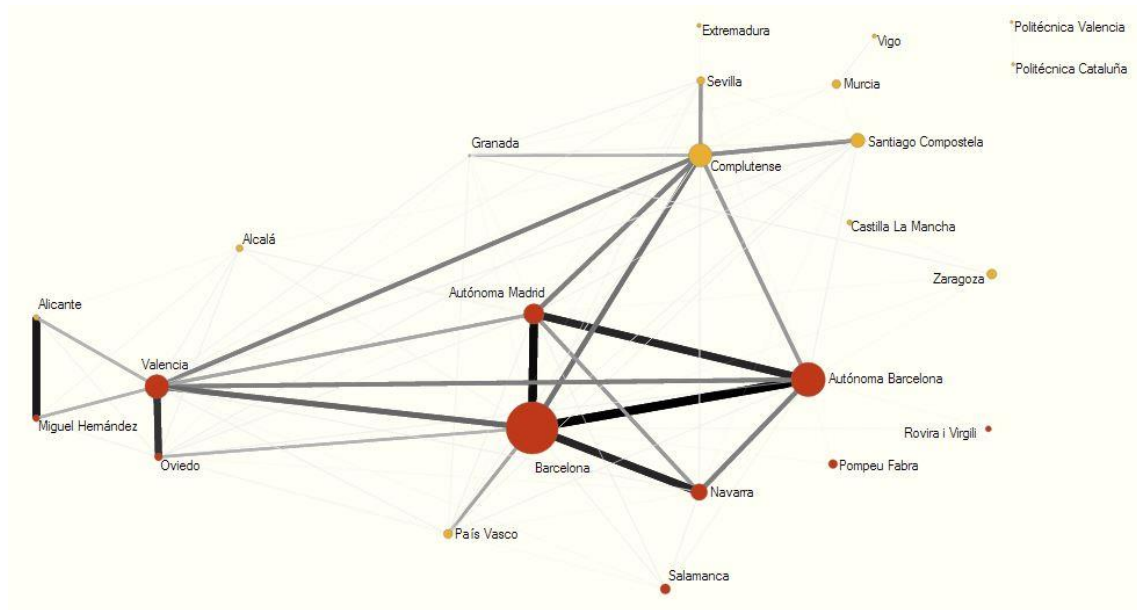 Extremadura
Politécnica Valencia
Vigo
Politécnica Cataluña
Sevilla
Murcia
Granada
Santiago Compostela
Complutense
Castilla La Mancha
Alcalá
Zaragoza
Autónoma Madrid
Alicante
Valencia
Autónoma Barcelona
Miguel Hernández
Rovira i Virgili
Oviedo
Barcelona
Pompeu Fabra
Navarra
País Vasco
Salamanca